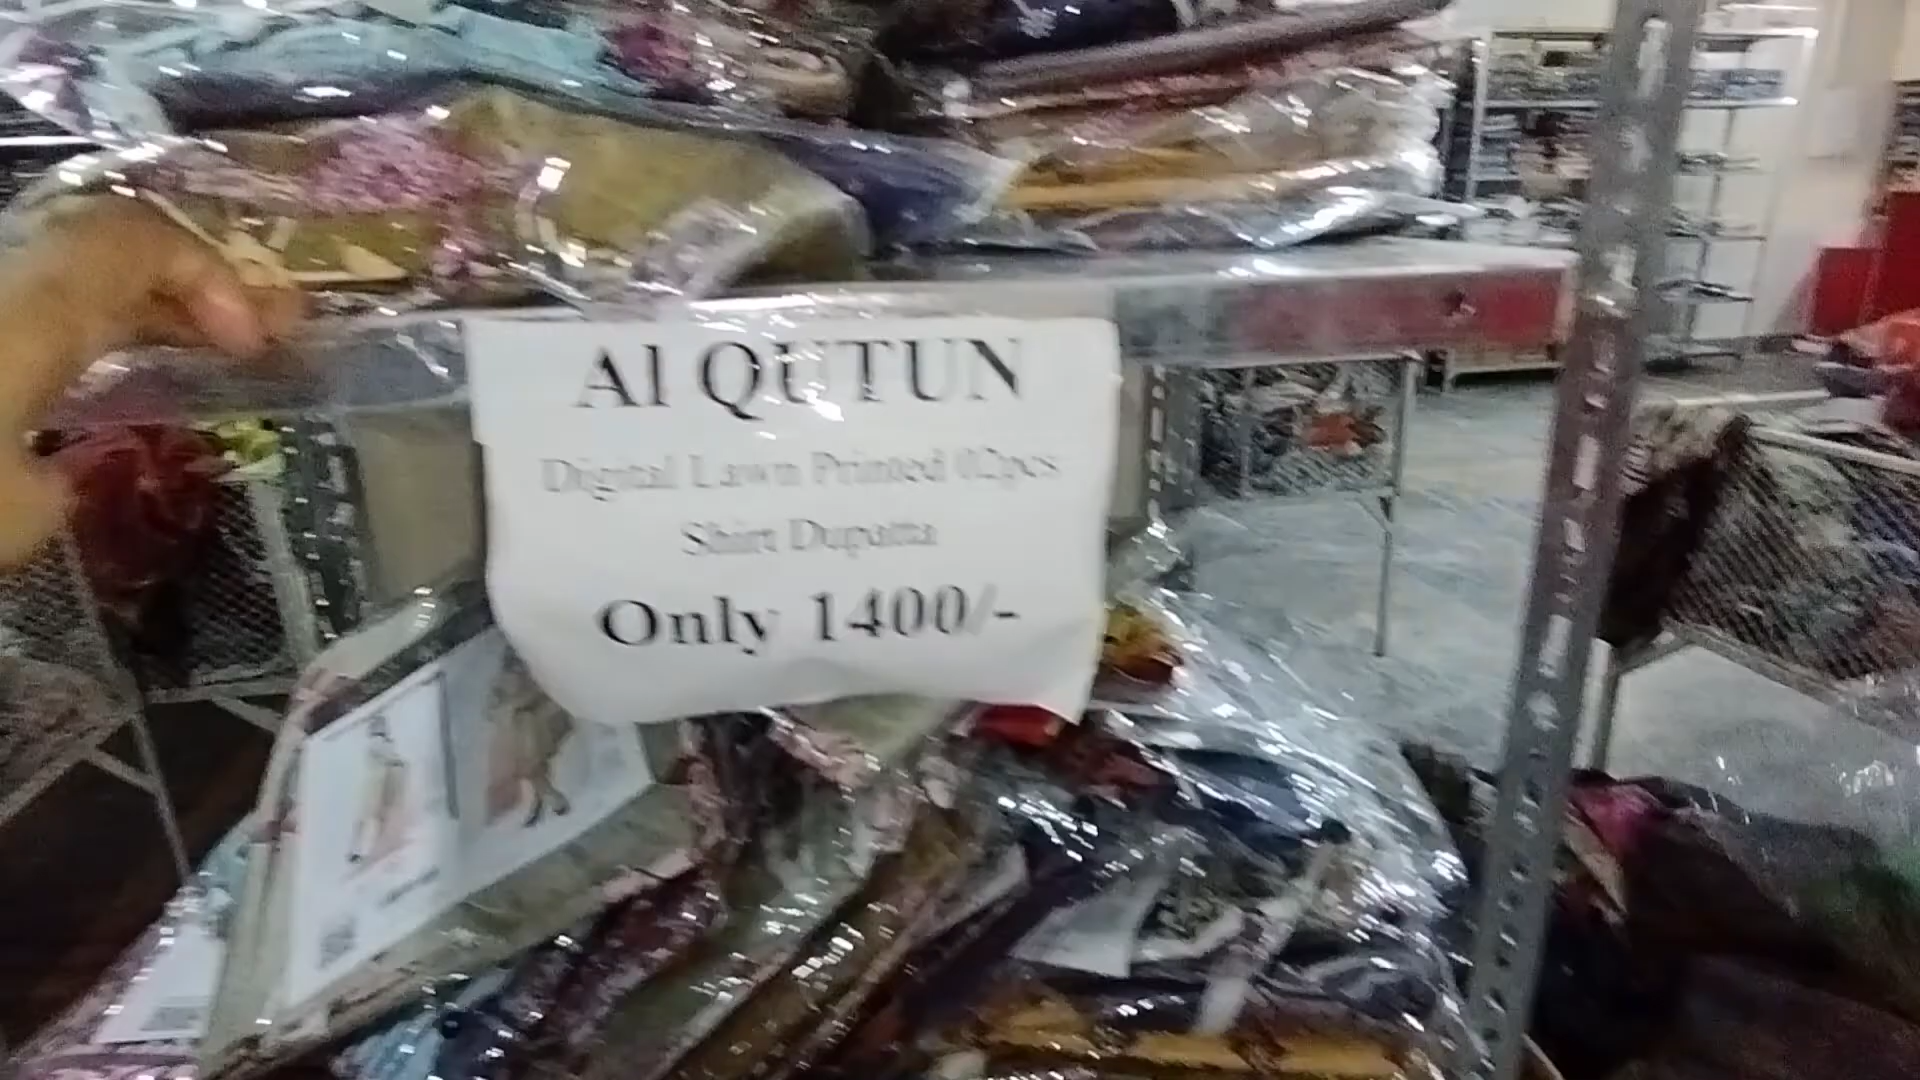 Al QUTUN
Digital Lawn Printed 02pcs
Shirt Dupatta
Only 1400/-